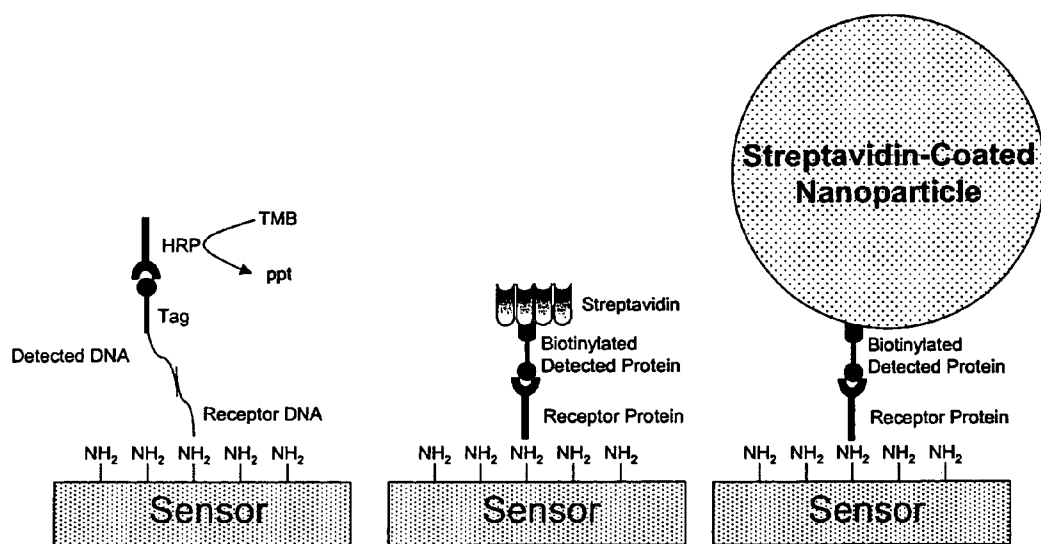 TMB
HRP
ppt
Tag
Detected DNA
Receptor DNA
NH2 NH2 NH2 NH2 NH2
Sensor
Streptavidin
Biotinylated
Detected Protein
Receptor Protein
NH2 NH2 NH2 NH2 NH2
Sensor
Streptavidin-Coated
Nanoparticle
Biotinylated
Detected Protein
Receptor Protein
NH2 NH2 NH2 NH2 NH2
Sensor